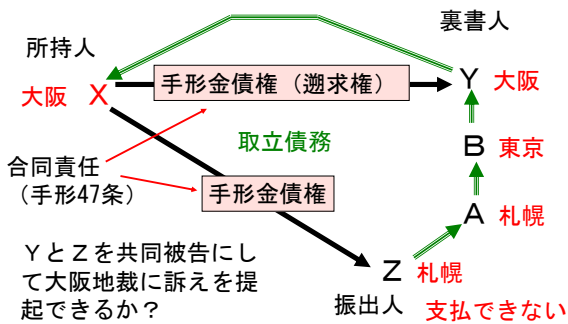 裏書人
所持人
大阪 X
手形金債権(遡求権)
Y 大阪
取立債務
B 東京
合同責任
(手形47条)
手形金債権
A 札幌
YとZを共同被告にし
て大阪地裁に訴えを提
起できるか?
Z 札幌
振出人
支払できない